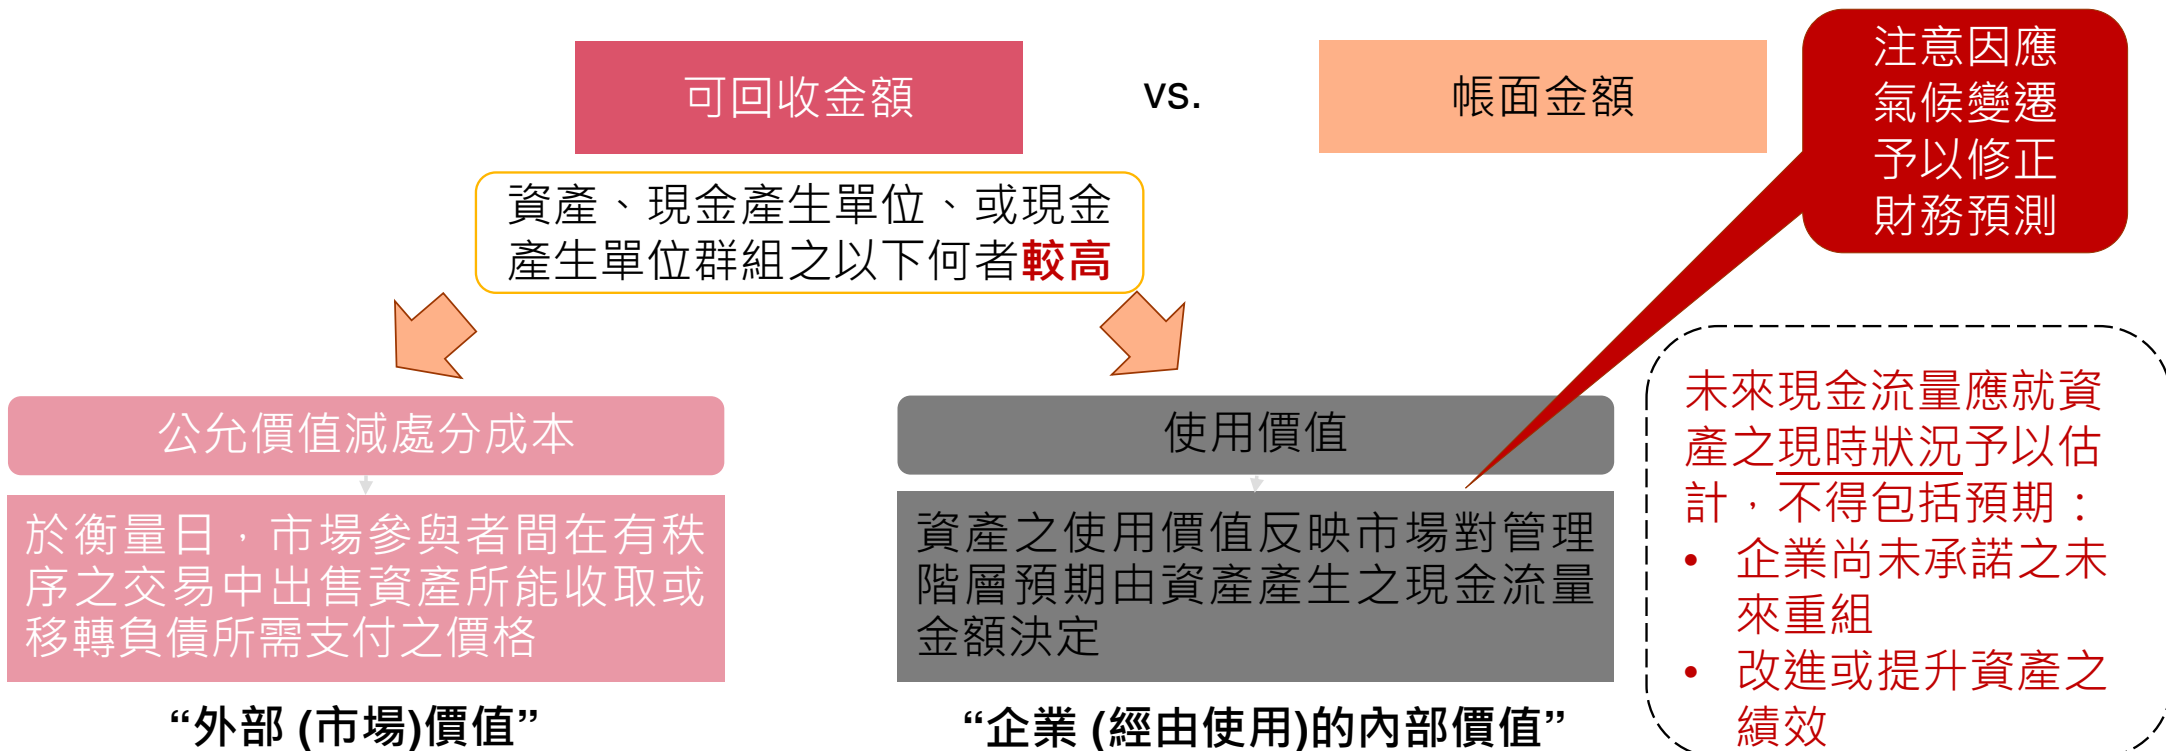 可回收金額
vs.
帳面金額
注意因應
氣候變遷
予以修正
財務預測
資產、現金產生單位、或現金
產生單位群組之以下何者較高
公允價值減處分成本
於衡量日，市場參與者間在有秩
序之交易中出售資產所能收取或
移轉負債所需支付之價格
“外部 (市場)價值”
使用價值
資產之使用價值反映市場對管理
階層預期由資產產生之現金流量
金額決定
“企業 (經由使用)的內部價值”
未來現金流量應就資
產之現時狀況予以估
計，不得包括預期：
• 企業尚未承諾之未
來重組
• 改進或提升資產之
績效